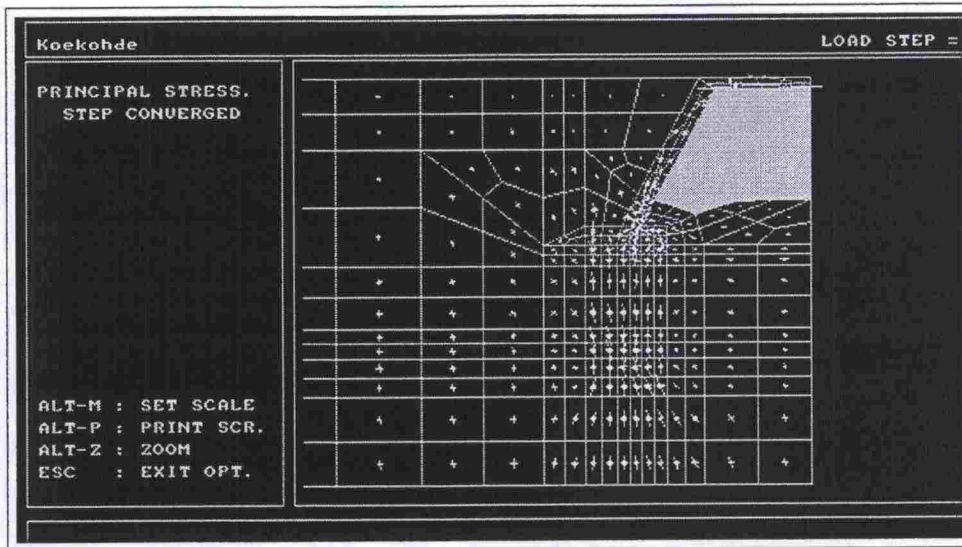 Koekohde
LOAD STEP =
PRINCIPAL STRESS.
STEP CONVERGED
ALT-M : SET SCALE
ALT-P : PRINT SCR.
ALT-Z : ZOOM
ESC : EXIT OPT.